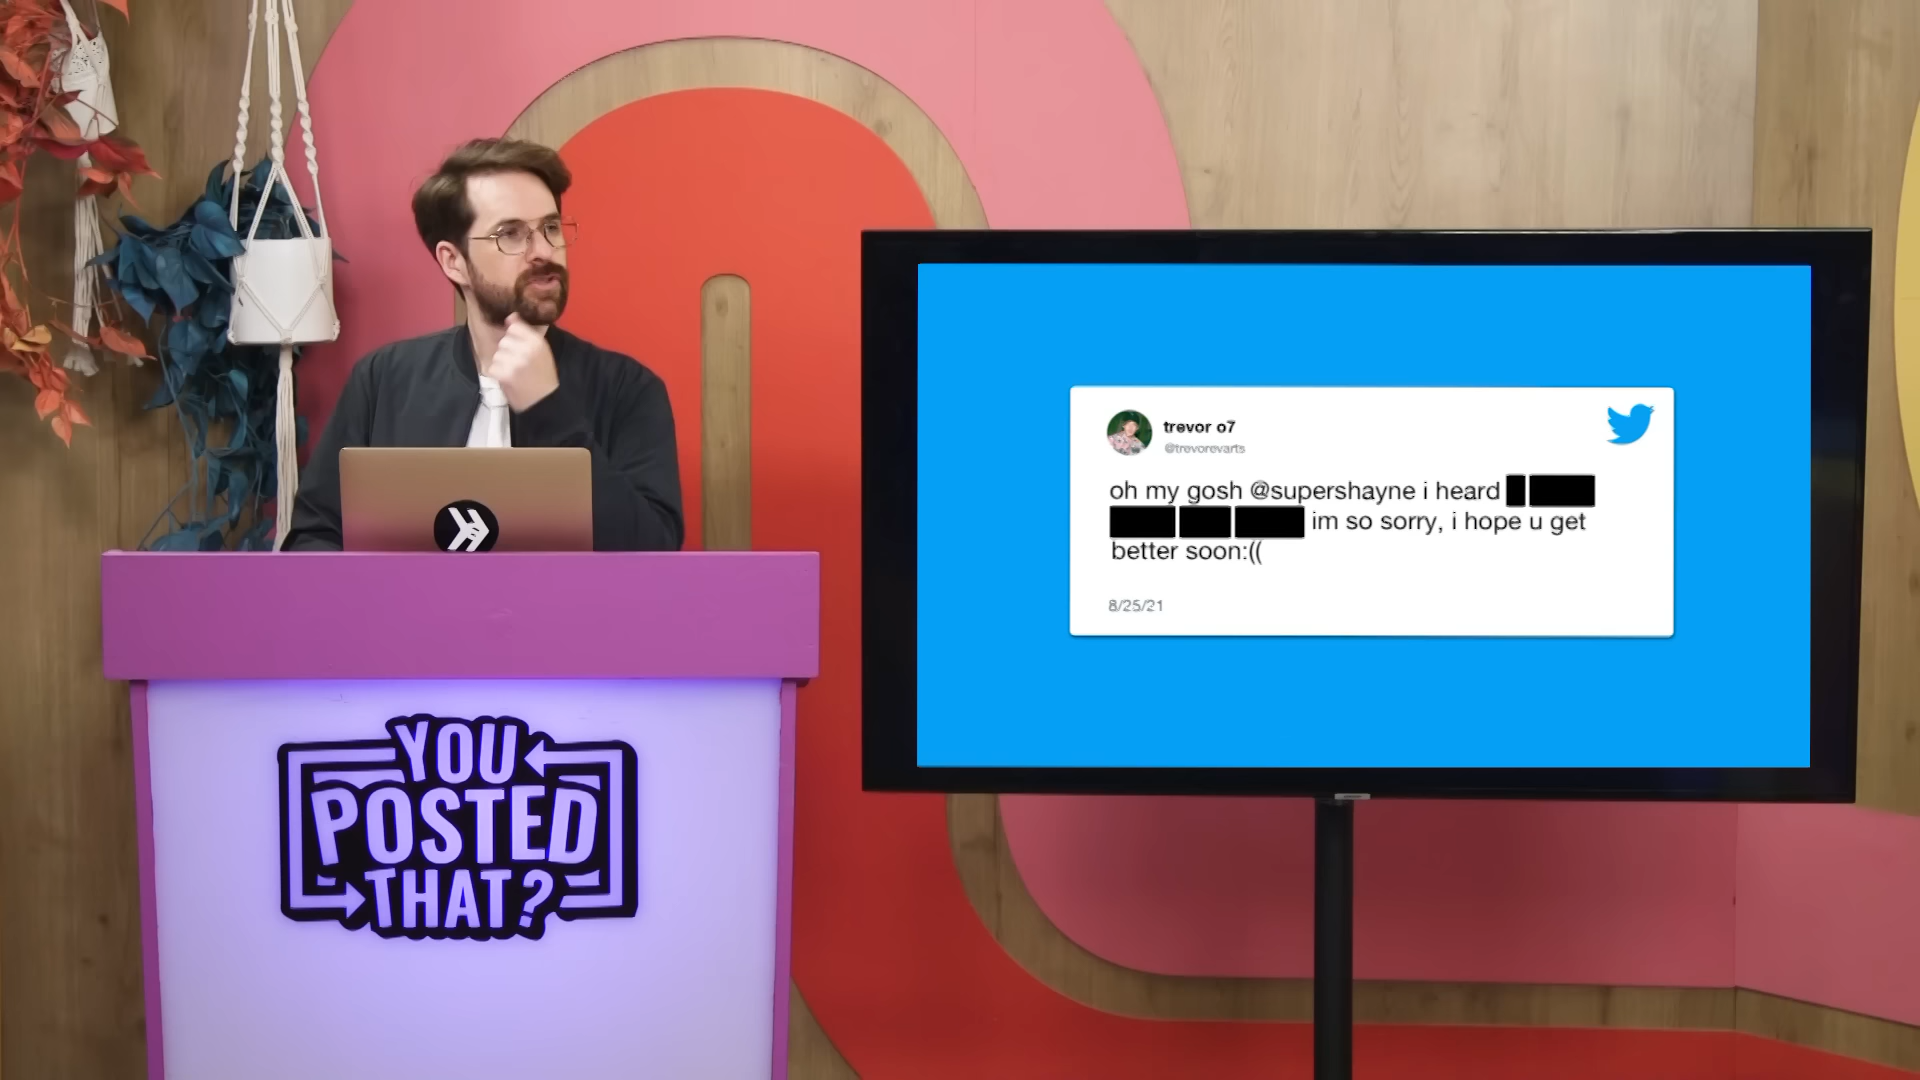 trevor o7
@trevorevarts
oh my gosh @supershayne i heard
im so sorry, i hope u get
better soon:((
8/25/21
YOU
POSTED
THAT?